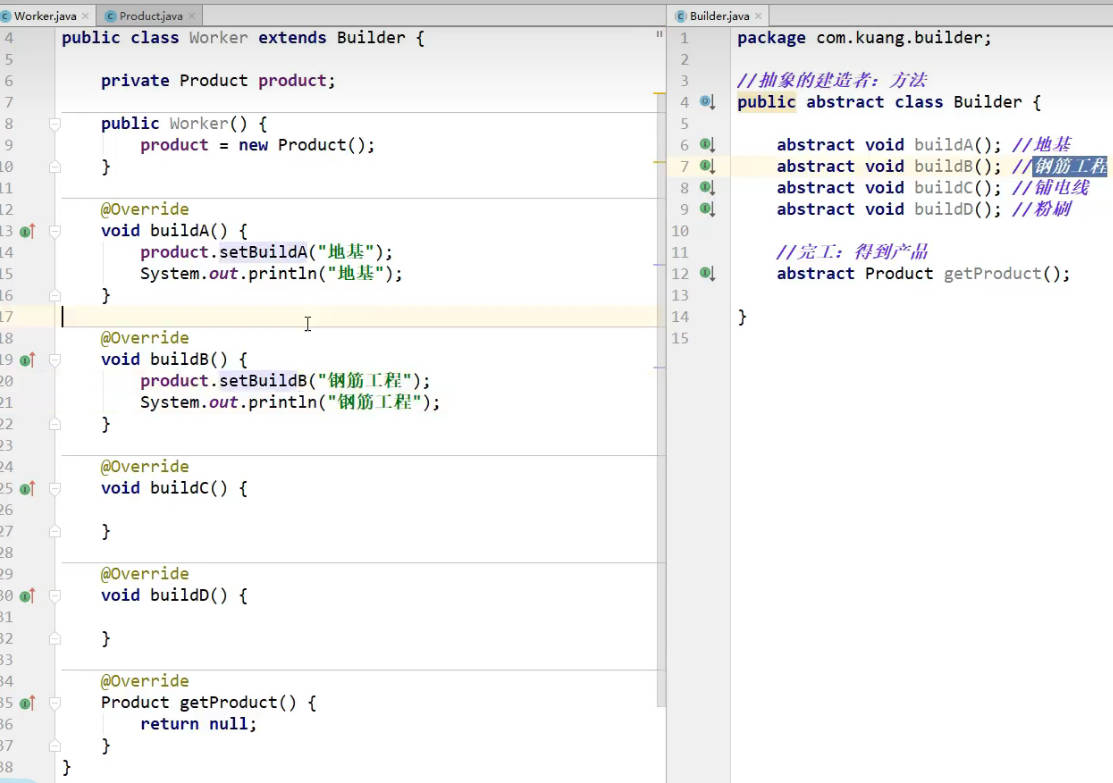 Worker.java × Product.java ×
4 public class Worker extends Builder {
5
6 private Product product;
7
8 public Worker() {
9 product = new Product();
10 }
11
12 @Override
13 void buildA() {
14 product.setBuildA("地基");
15 System.out.println("地基");
16 }
17
18 @Override
19 void buildB() {
20 product.setBuildB("钢筋工程");
21 System.out.println("钢筋工程");
22 }
23
24 @Override
25 void buildC() {
26
27 }
28
29 @Override
30 void buildD() {
31
32 }
33
34 @Override
35 Product getProduct() {
36 return null;
37 }
38 }
Builder.java ×
1 package com.kuang.builder;
2
3 //抽象的建造者：方法
4 public abstract class Builder {
5
6 abstract void buildA(); //地基
7 abstract void buildB(); //钢筋工程
8 abstract void buildC(); //铺电线
9 abstract void buildD(); //粉刷
10
11 //完工：得到产品
12 abstract Product getProduct();
13
14 }
15